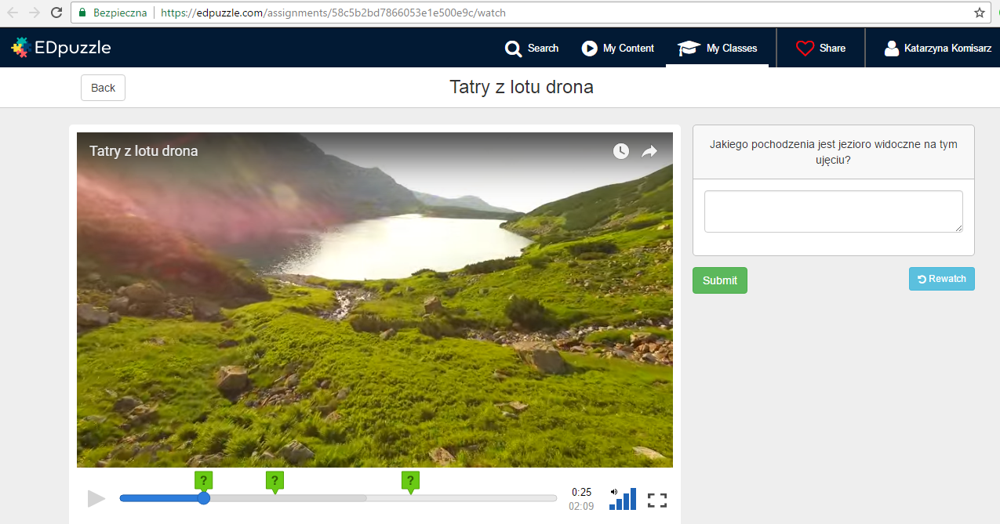 Bezpieczna https://edpuzzle.com/assignments/58c5b2bd7866053e1e500e9c/watch
EDpuzzle Search My Content My Classes Share Katarzyna Komisarz
Back Tatry z lotu drona
Tatry z lotu drona
Jakiego pochodzenia jest jezioro widoczne na tym
ujęciu?
Submit Rewatch
? ? ?
0:25
02:09